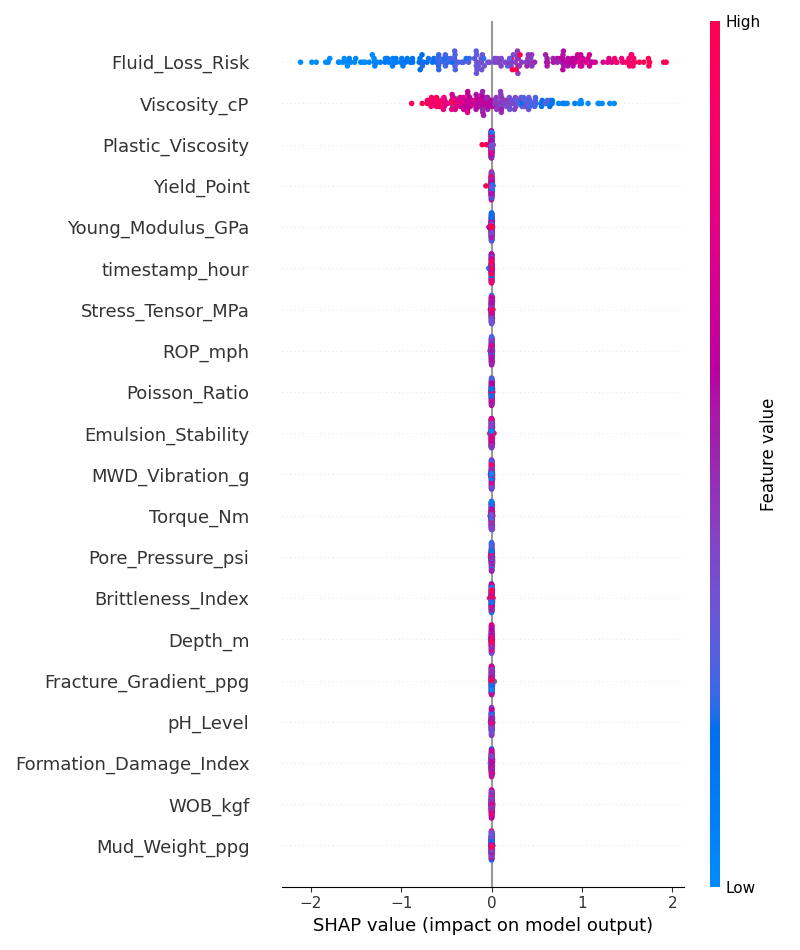 High
Fluid_Loss_Risk
Viscosity_cP
Plastic_Viscosity
Yield_Point
Young_Modulus_GPa
timestamp_hour
Stress_Tensor_MPa
ROP_mph
Poisson_Ratio
Emulsion_Stability
MWD_Vibration_g
Torque_Nm
Pore_Pressure_psi
Brittleness_Index
Depth_m
Fracture_Gradient_ppg
pH_Level
Formation_Damage_Index
WOB_kgf
Mud_Weight_ppg
Feature value
Low
−2 −1 0 1 2
SHAP value (impact on model output)